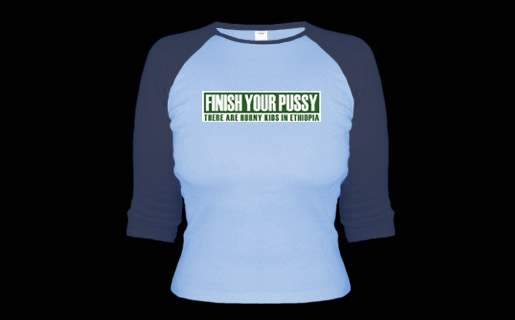 FINISH YOUR PUSSY
THERE ARE HORNY KIDS IN ETHIOPIA